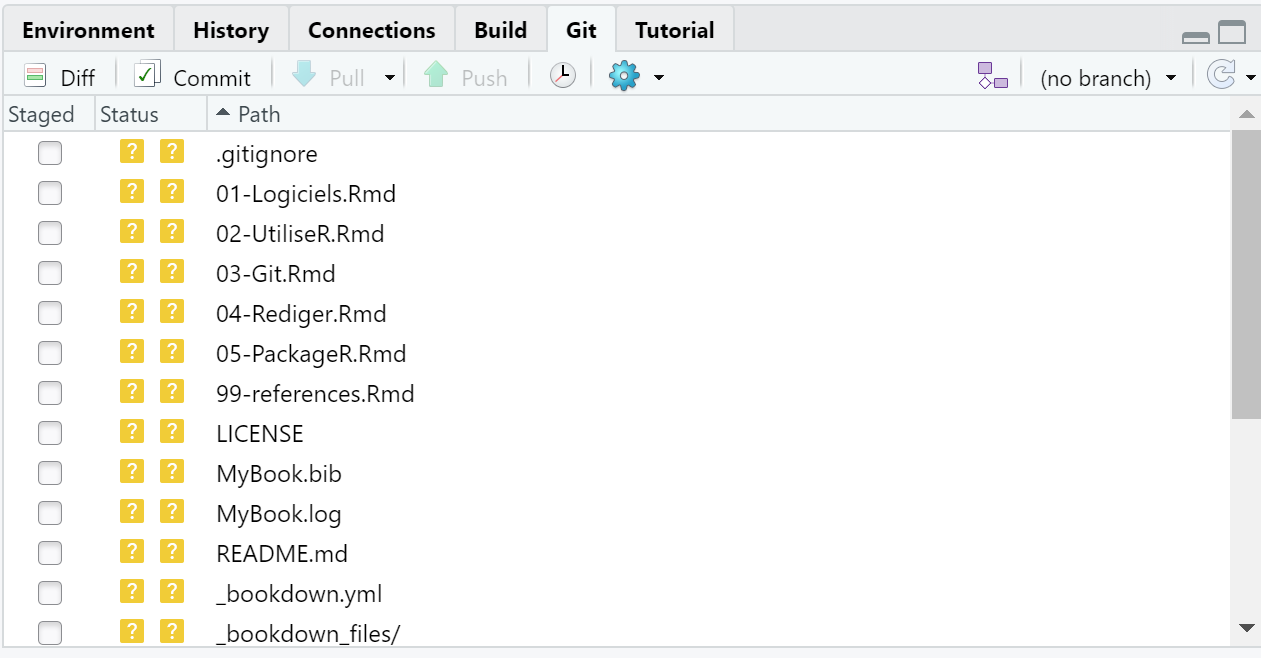 Environment History Connections Build Git Tutorial
Diff Commit Pull Push (no branch)
Staged Status Path
? ? .gitignore
? ? 01-Logiciels.Rmd
? ? 02-UtiliseR.Rmd
? ? 03-Git.Rmd
? ? 04-Rediger.Rmd
? ? 05-PackageR.Rmd
? ? 99-references.Rmd
? ? LICENSE
? ? MyBook.bib
? ? MyBook.log
? ? README.md
? ? _bookdown.yml
? ? _bookdown_files/